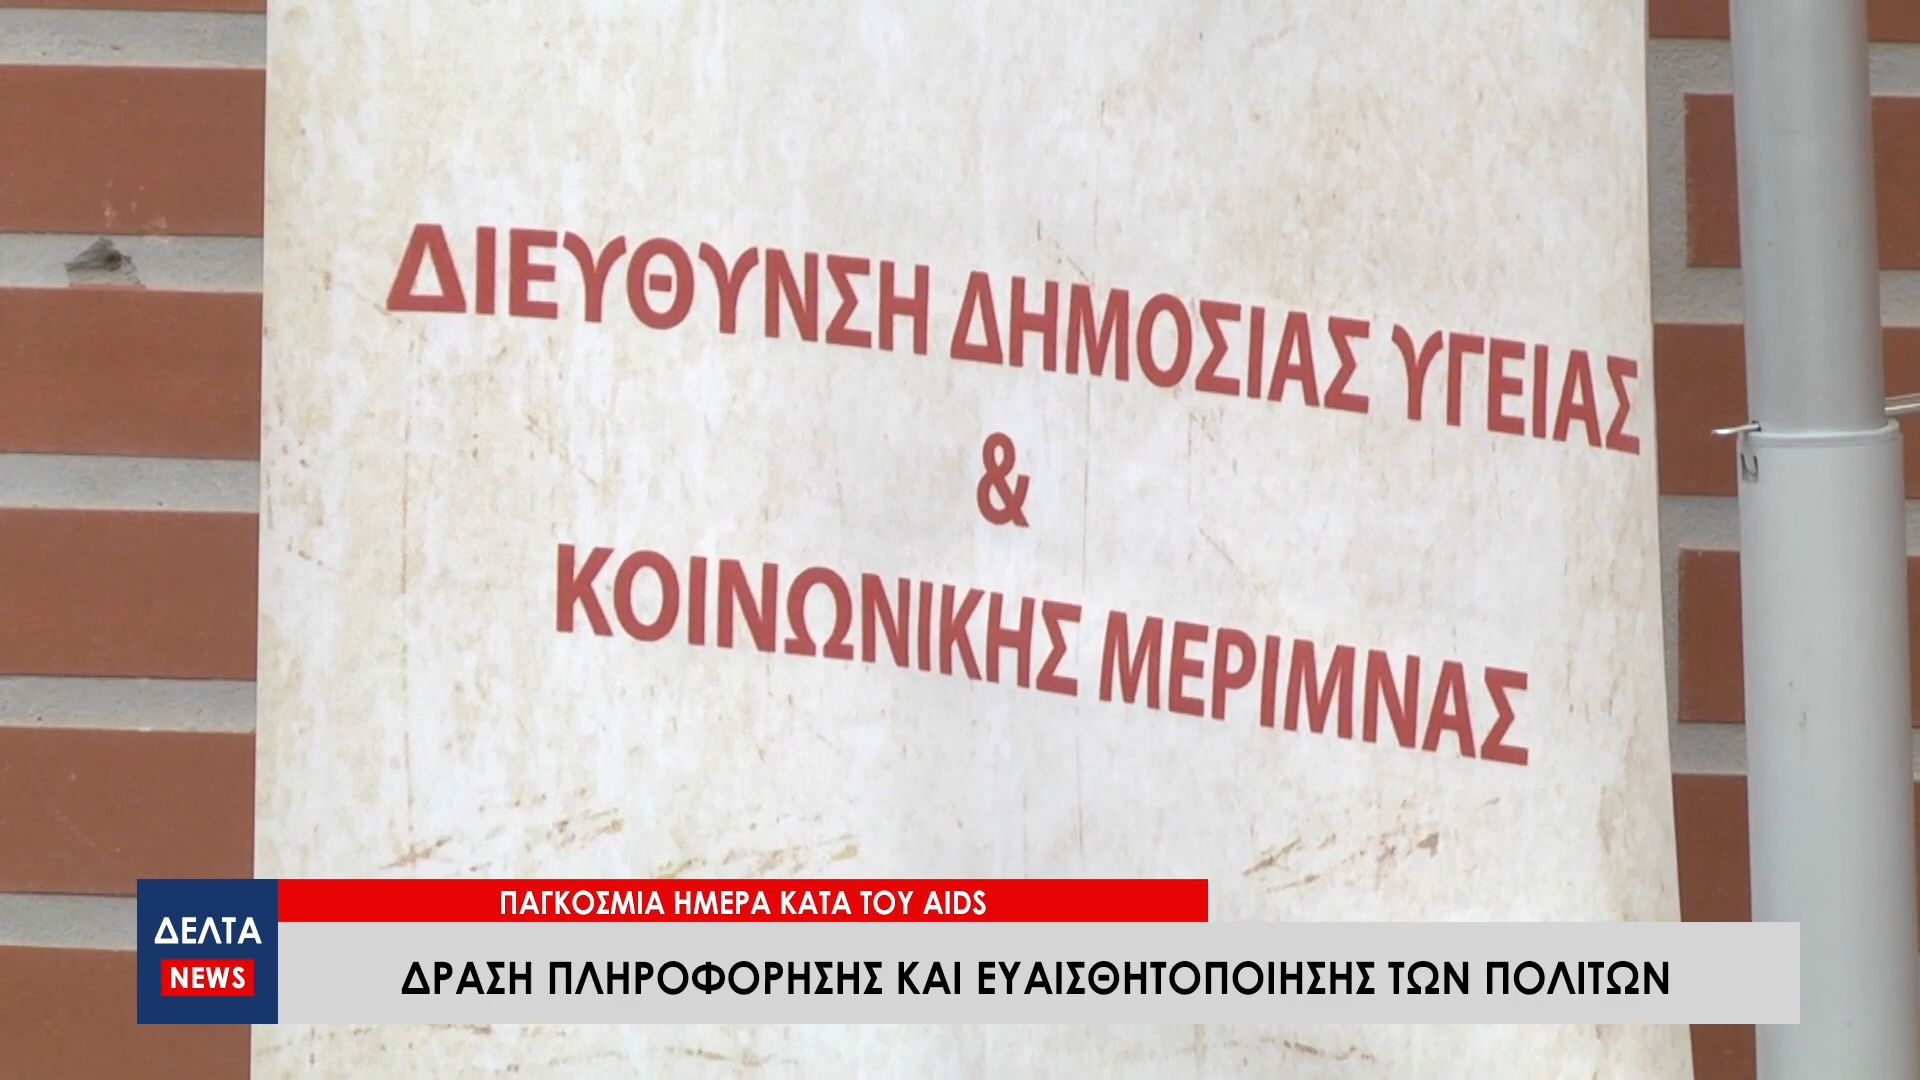 ΔΙΕΥΘΥΝΣΗ ΔΗΜΟΣΙΑΣ ΥΓΕΙΑΣ
&
ΚΟΙΝΩΝΙΚΗΣ ΜΕΡΙΜΝΑΣ
ΠΑΓΚΟΣΜΙΑ ΗΜΕΡΑ ΚΑΤΑ ΤΟΥ AIDS
ΔΕΛΤΑ
NEWS
ΔΡΑΣΗ ΠΛΗΡΟΦΟΡΗΣΗΣ ΚΑΙ ΕΥΑΙΣΘΗΤΟΠΟΙΗΣΗΣ ΤΩΝ ΠΟΛΙΤΩΝ